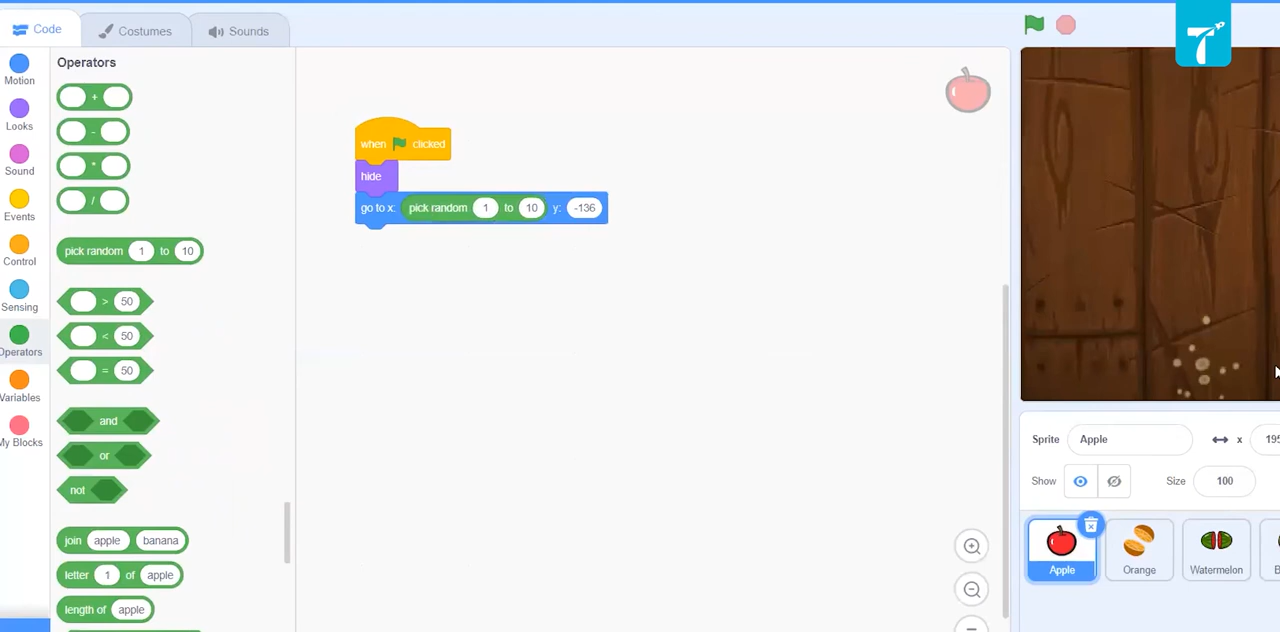 Code
Costumes
Sounds
Motion
Looks
Sound
Events
Control
Sensing
Operators
Variables
My Blocks
Operators
+
-
*
/
pick random 1 to 10
> 50
< 50
= 50
and
or
not
join apple banana
letter 1 of apple
length of apple
when clicked
hide
go to x: pick random 1 to 10 y: -136
Sprite Apple x 195
Show Size 100
Apple
Orange
Watermelon
B